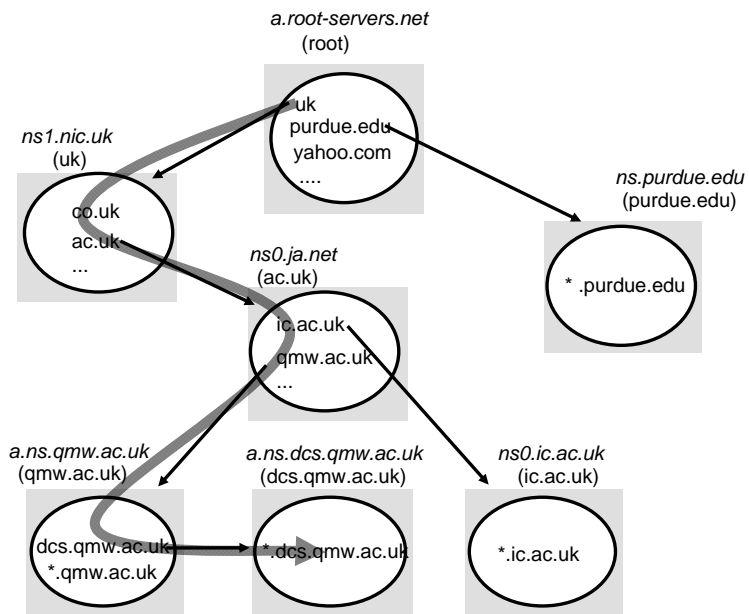 a.root-servers.net
(root)
uk
purdue.edu
yahoo.com
....
ns1.nic.uk
(uk)
co.uk
ac.uk
...
ns.purdue.edu
(purdue.edu)
* .purdue.edu
ns0.ja.net
(ac.uk)
ic.ac.uk
qmw.ac.uk
...
a.ns.qmw.ac.uk
(qmw.ac.uk)
dcs.qmw.ac.uk
*.qmw.ac.uk
a.ns.dcs.qmw.ac.uk
(dcs.qmw.ac.uk)
*.dcs.qmw.ac.uk
ns0.ic.ac.uk
(ic.ac.uk)
*.ic.ac.uk